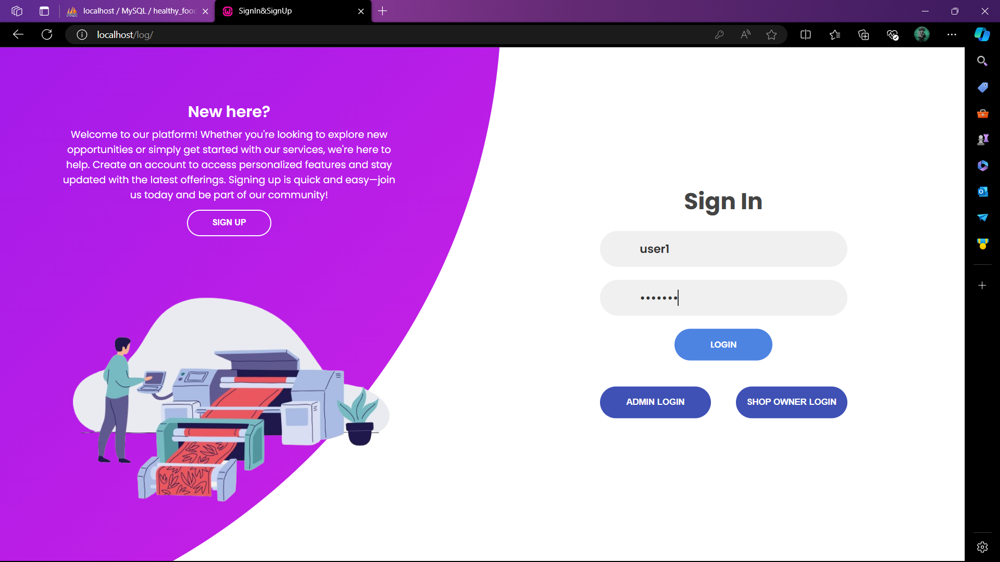 localhost / MySQL / healthy_food
SignIn&SignUp
localhost/log/
New here?
Welcome to our platform! Whether you're looking to explore new
opportunities or simply get started with our services, we're here to
help. Create an account to access personalized features and stay
updated with the latest offerings. Signing up is quick and easy—join
us today and be part of our community!
SIGN UP
Sign In
user1
•••••••
LOGIN
ADMIN LOGIN
SHOP OWNER LOGIN